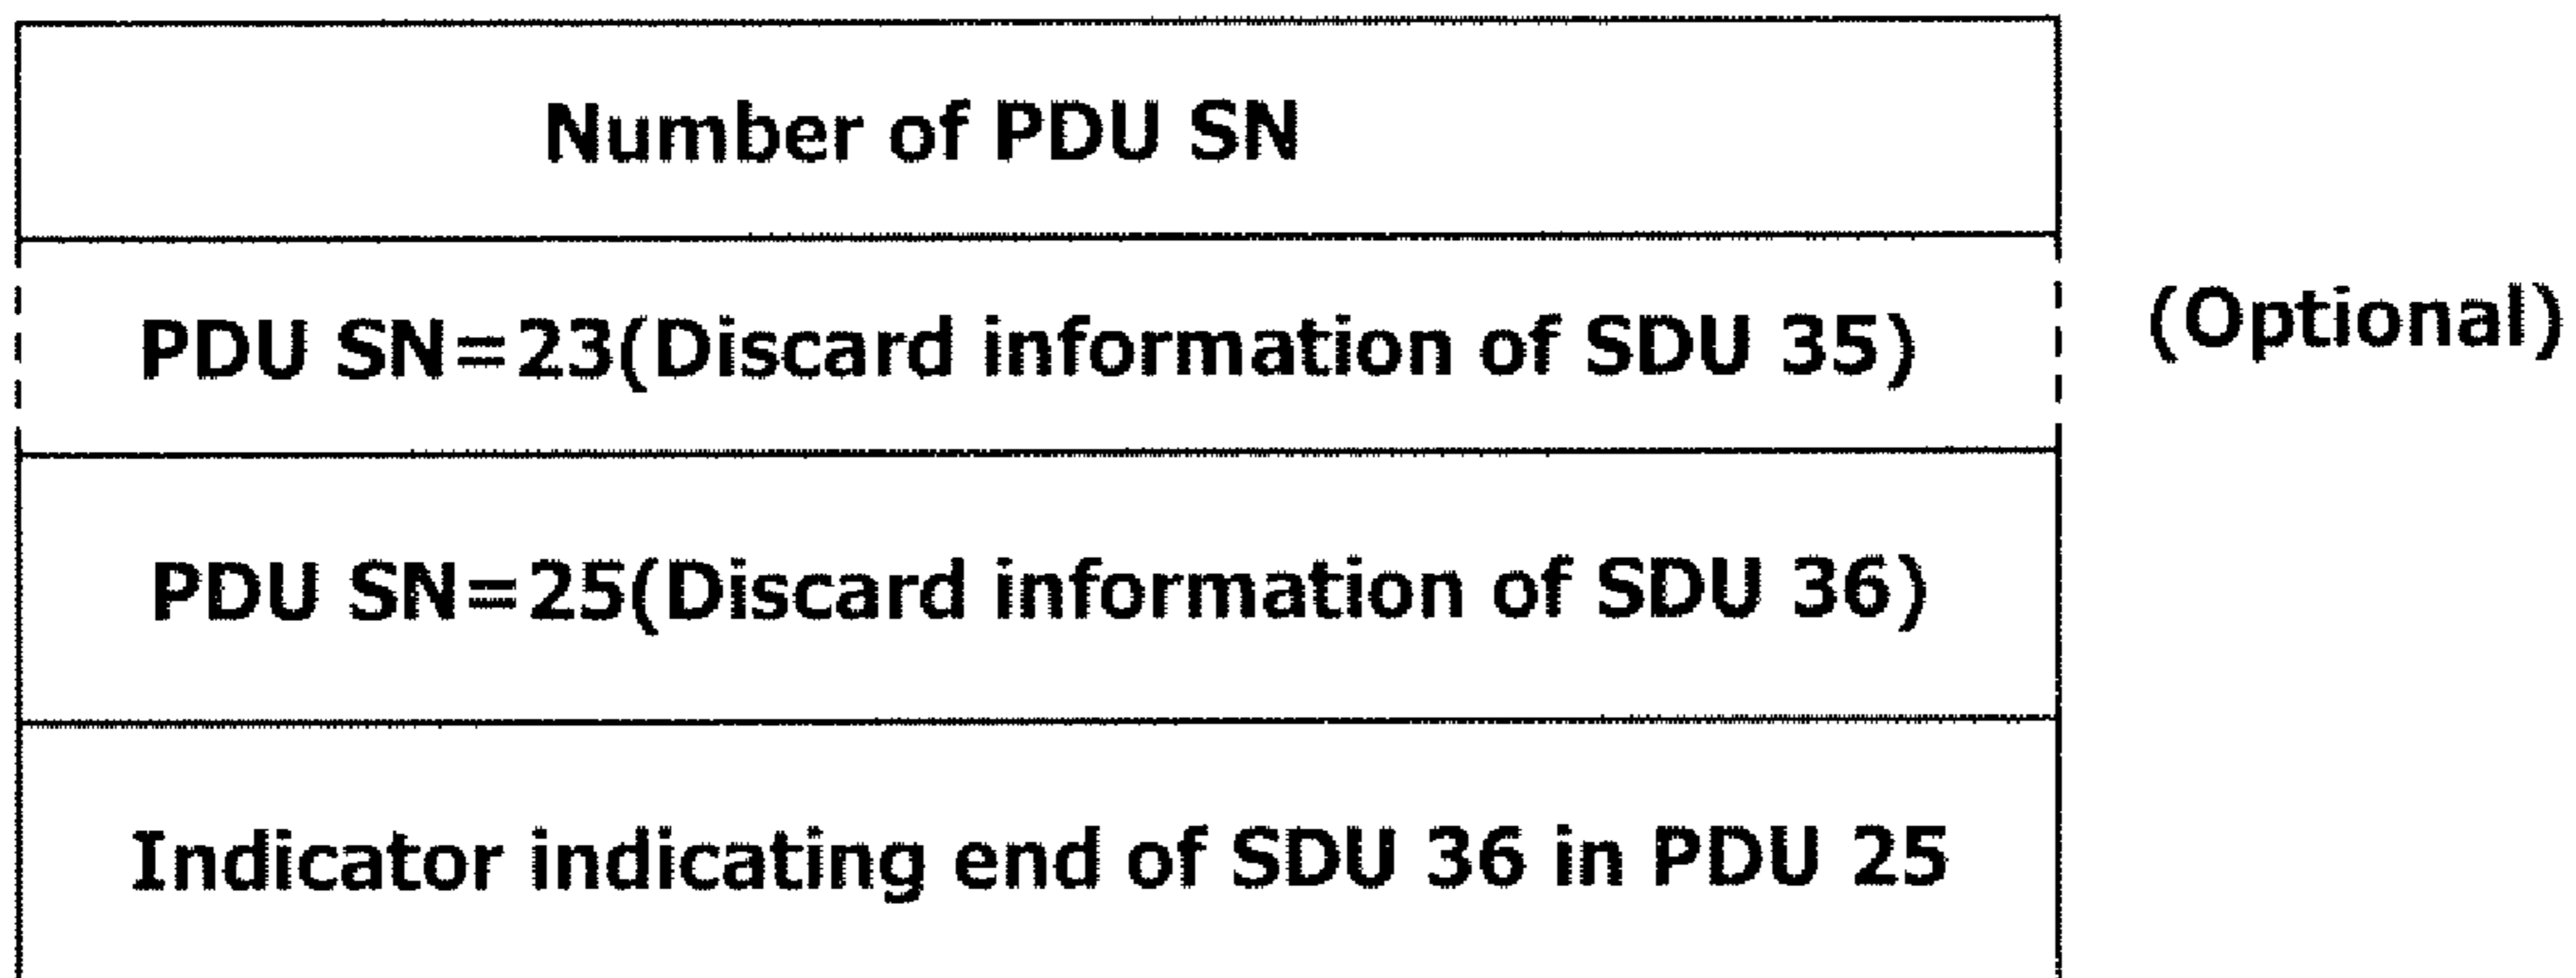 Number of PDU SN
PDU SN=23(Discard information of SDU 35)
(Optional)
PDU SN=25(Discard information of SDU 36)
Indicator indicating end of SDU 36 in PDU 25